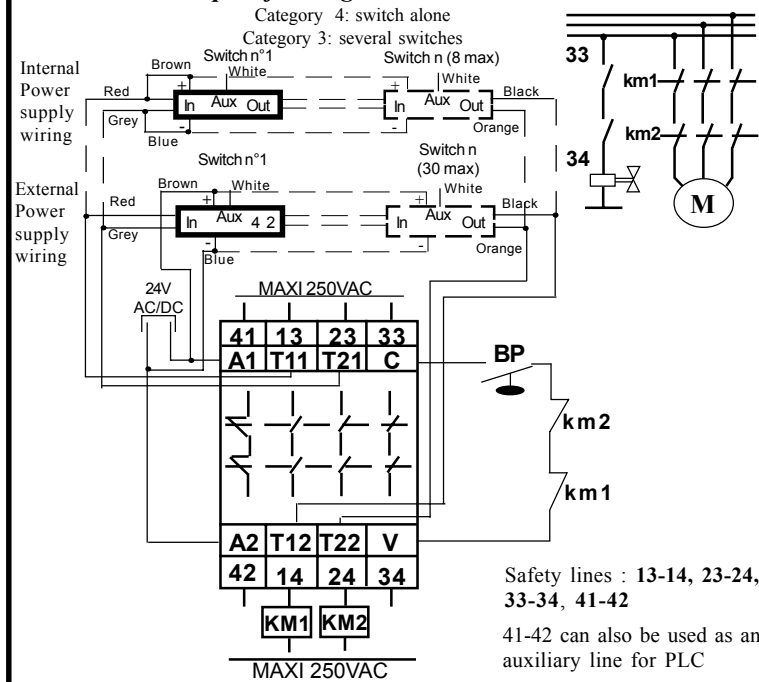 Category 4: switch alone
Category 3: several switches
Internal
Power
supply
wiring
Brown
Switch n°1
White
Switch n (8 max)
White
Red
+
In Aux Out
+
In Aux Out
Black
Grey
-
Blue
-
Orange
Switch n°1
Switch n
(30 max)
External
Power
supply
wiring
Brown
White
White
Red
+
In Aux 4 2
+
In Aux Out
Black
Grey
-
Blue
-
Orange
33
km1
km2
34
M
24V
AC/DC
MAXI 250VAC
41 13 23 33
A1 T11 T21 C
BP
km2
km1
A2 T12 T22 V
42 14 24 34
KM1 KM2
MAXI 250VAC
Safety lines : 13-14, 23-24,
33-34, 41-42
41-42 can also be used as an
auxiliary line for PLC